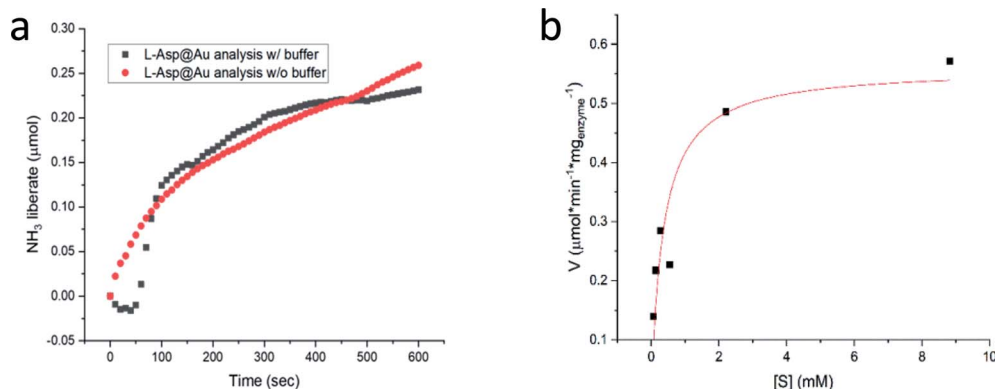 a
b
0.30
0.25
0.20
0.15
0.10
0.05
0.00
-0.05
NH₃ liberate (μmol)
L-Asp@Au analysis w/ buffer
L-Asp@Au analysis w/o buffer
0 100 200 300 400 500 600
Time (sec)
0.6
0.5
0.4
0.3
0.2
0.1
V (μmol*min⁻¹*mg_enzyme⁻¹)
0 2 4 6 8 10
[S] (mM)